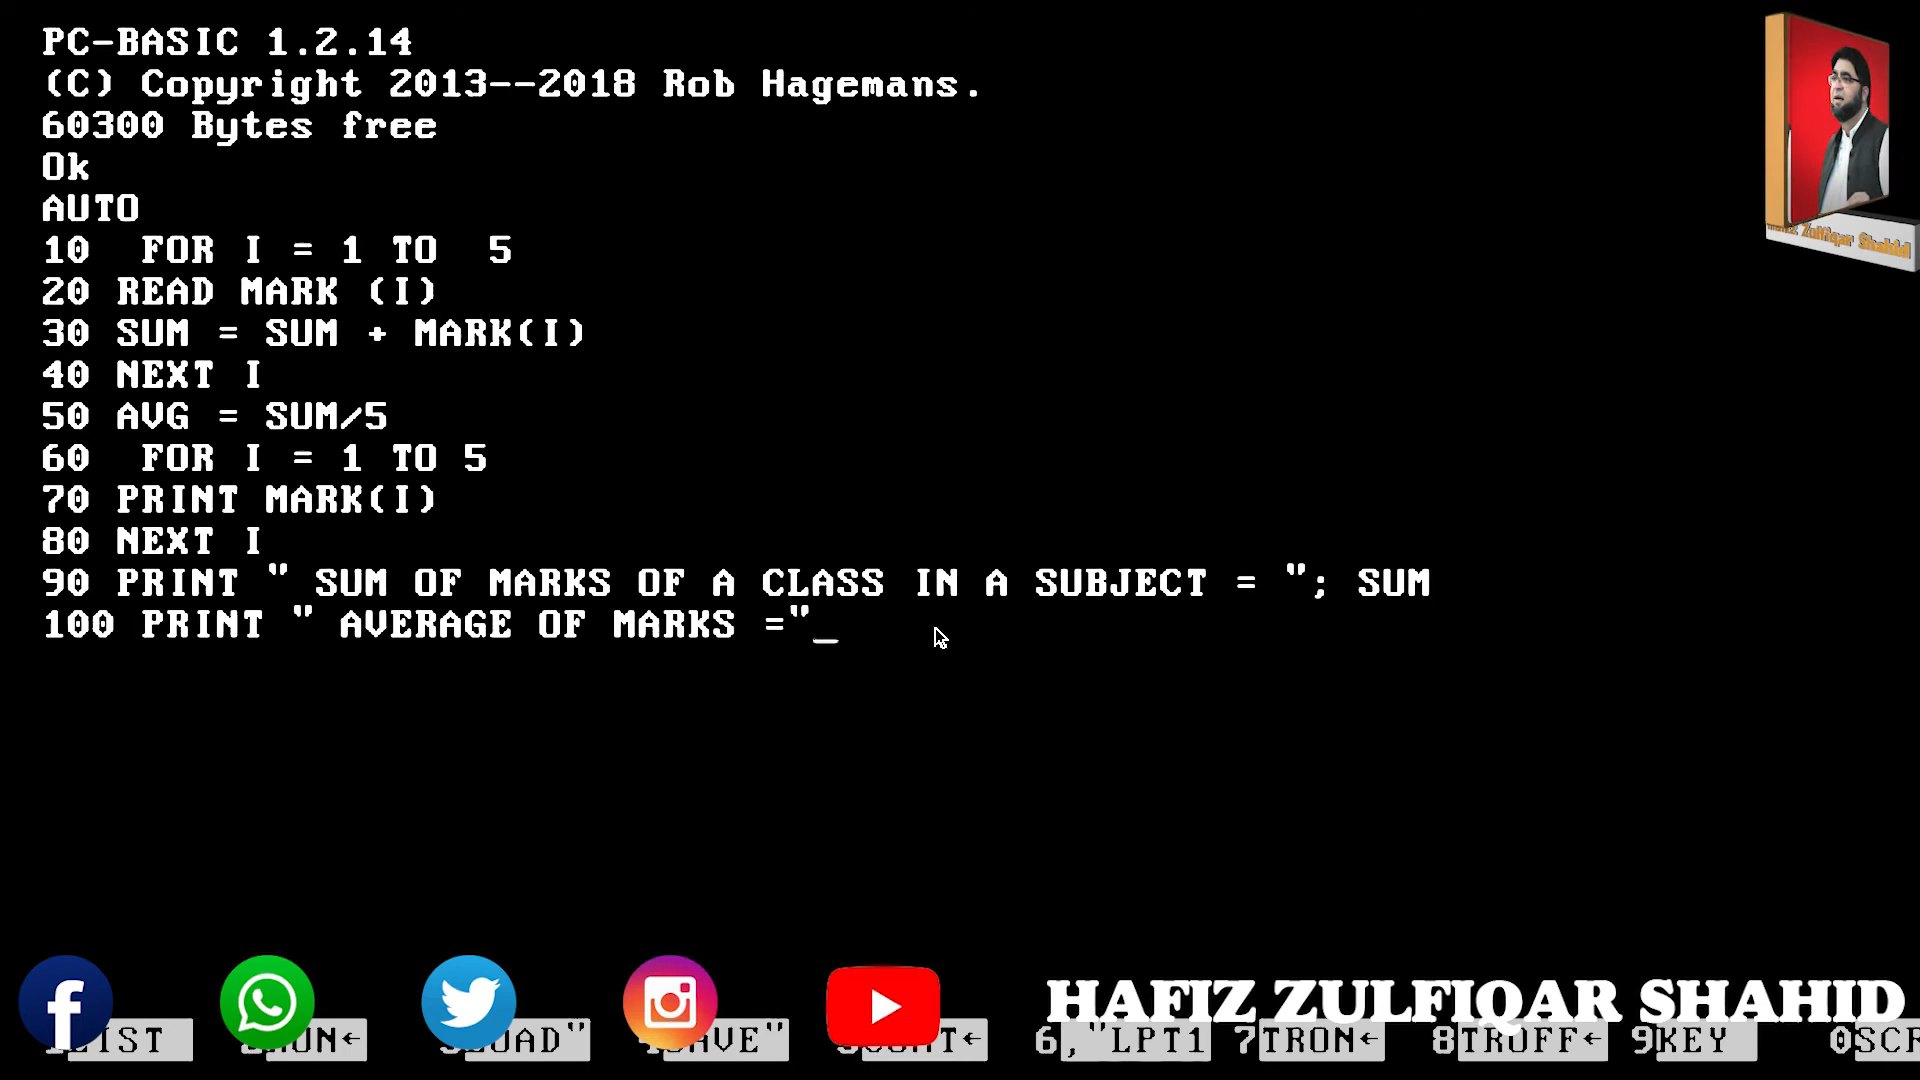 PC-BASIC 1.2.14
(C) Copyright 2013--2018 Rob Hagemans.
60300 Bytes free
Ok
AUTO
10  FOR I = 1 TO  5
20 READ MARK (I)
30 SUM = SUM + MARK(I)
40 NEXT I
50 AVG = SUM/5
60  FOR I = 1 TO 5
70 PRINT MARK(I)
80 NEXT I
90 PRINT " SUM OF MARKS OF A CLASS IN A SUBJECT = "; SUM
100 PRINT " AVERAGE OF MARKS ="_
Zulfiqar Shahid
HAFIZ ZULFIQAR SHAHID
6,"LPT1 7TRON← 8TROFF← 9KEY